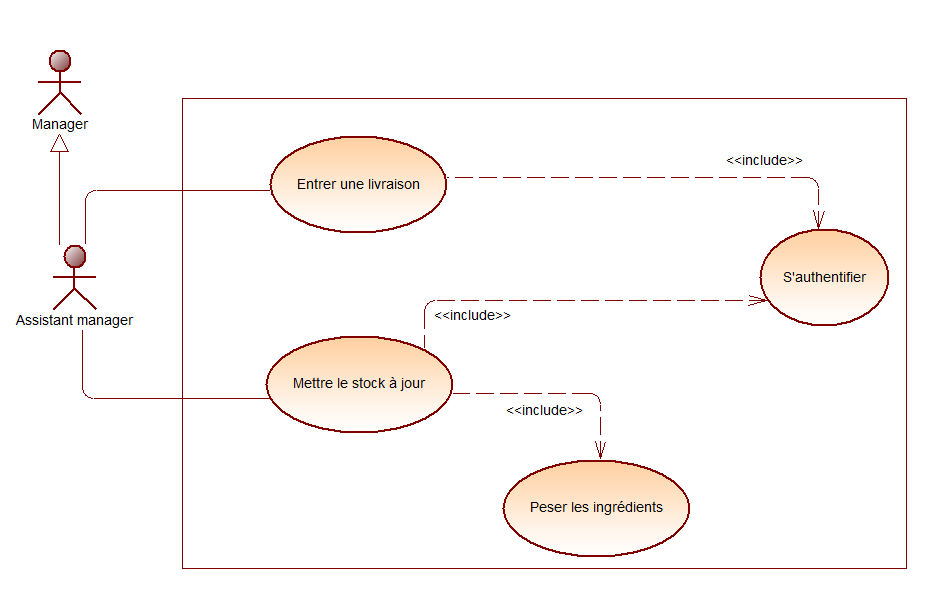 Manager
<<include>>
Entrer une livraison
S'authentifier
Assistant manager
<<include>>
Mettre le stock à jour
<<include>>
Peser les ingrédients